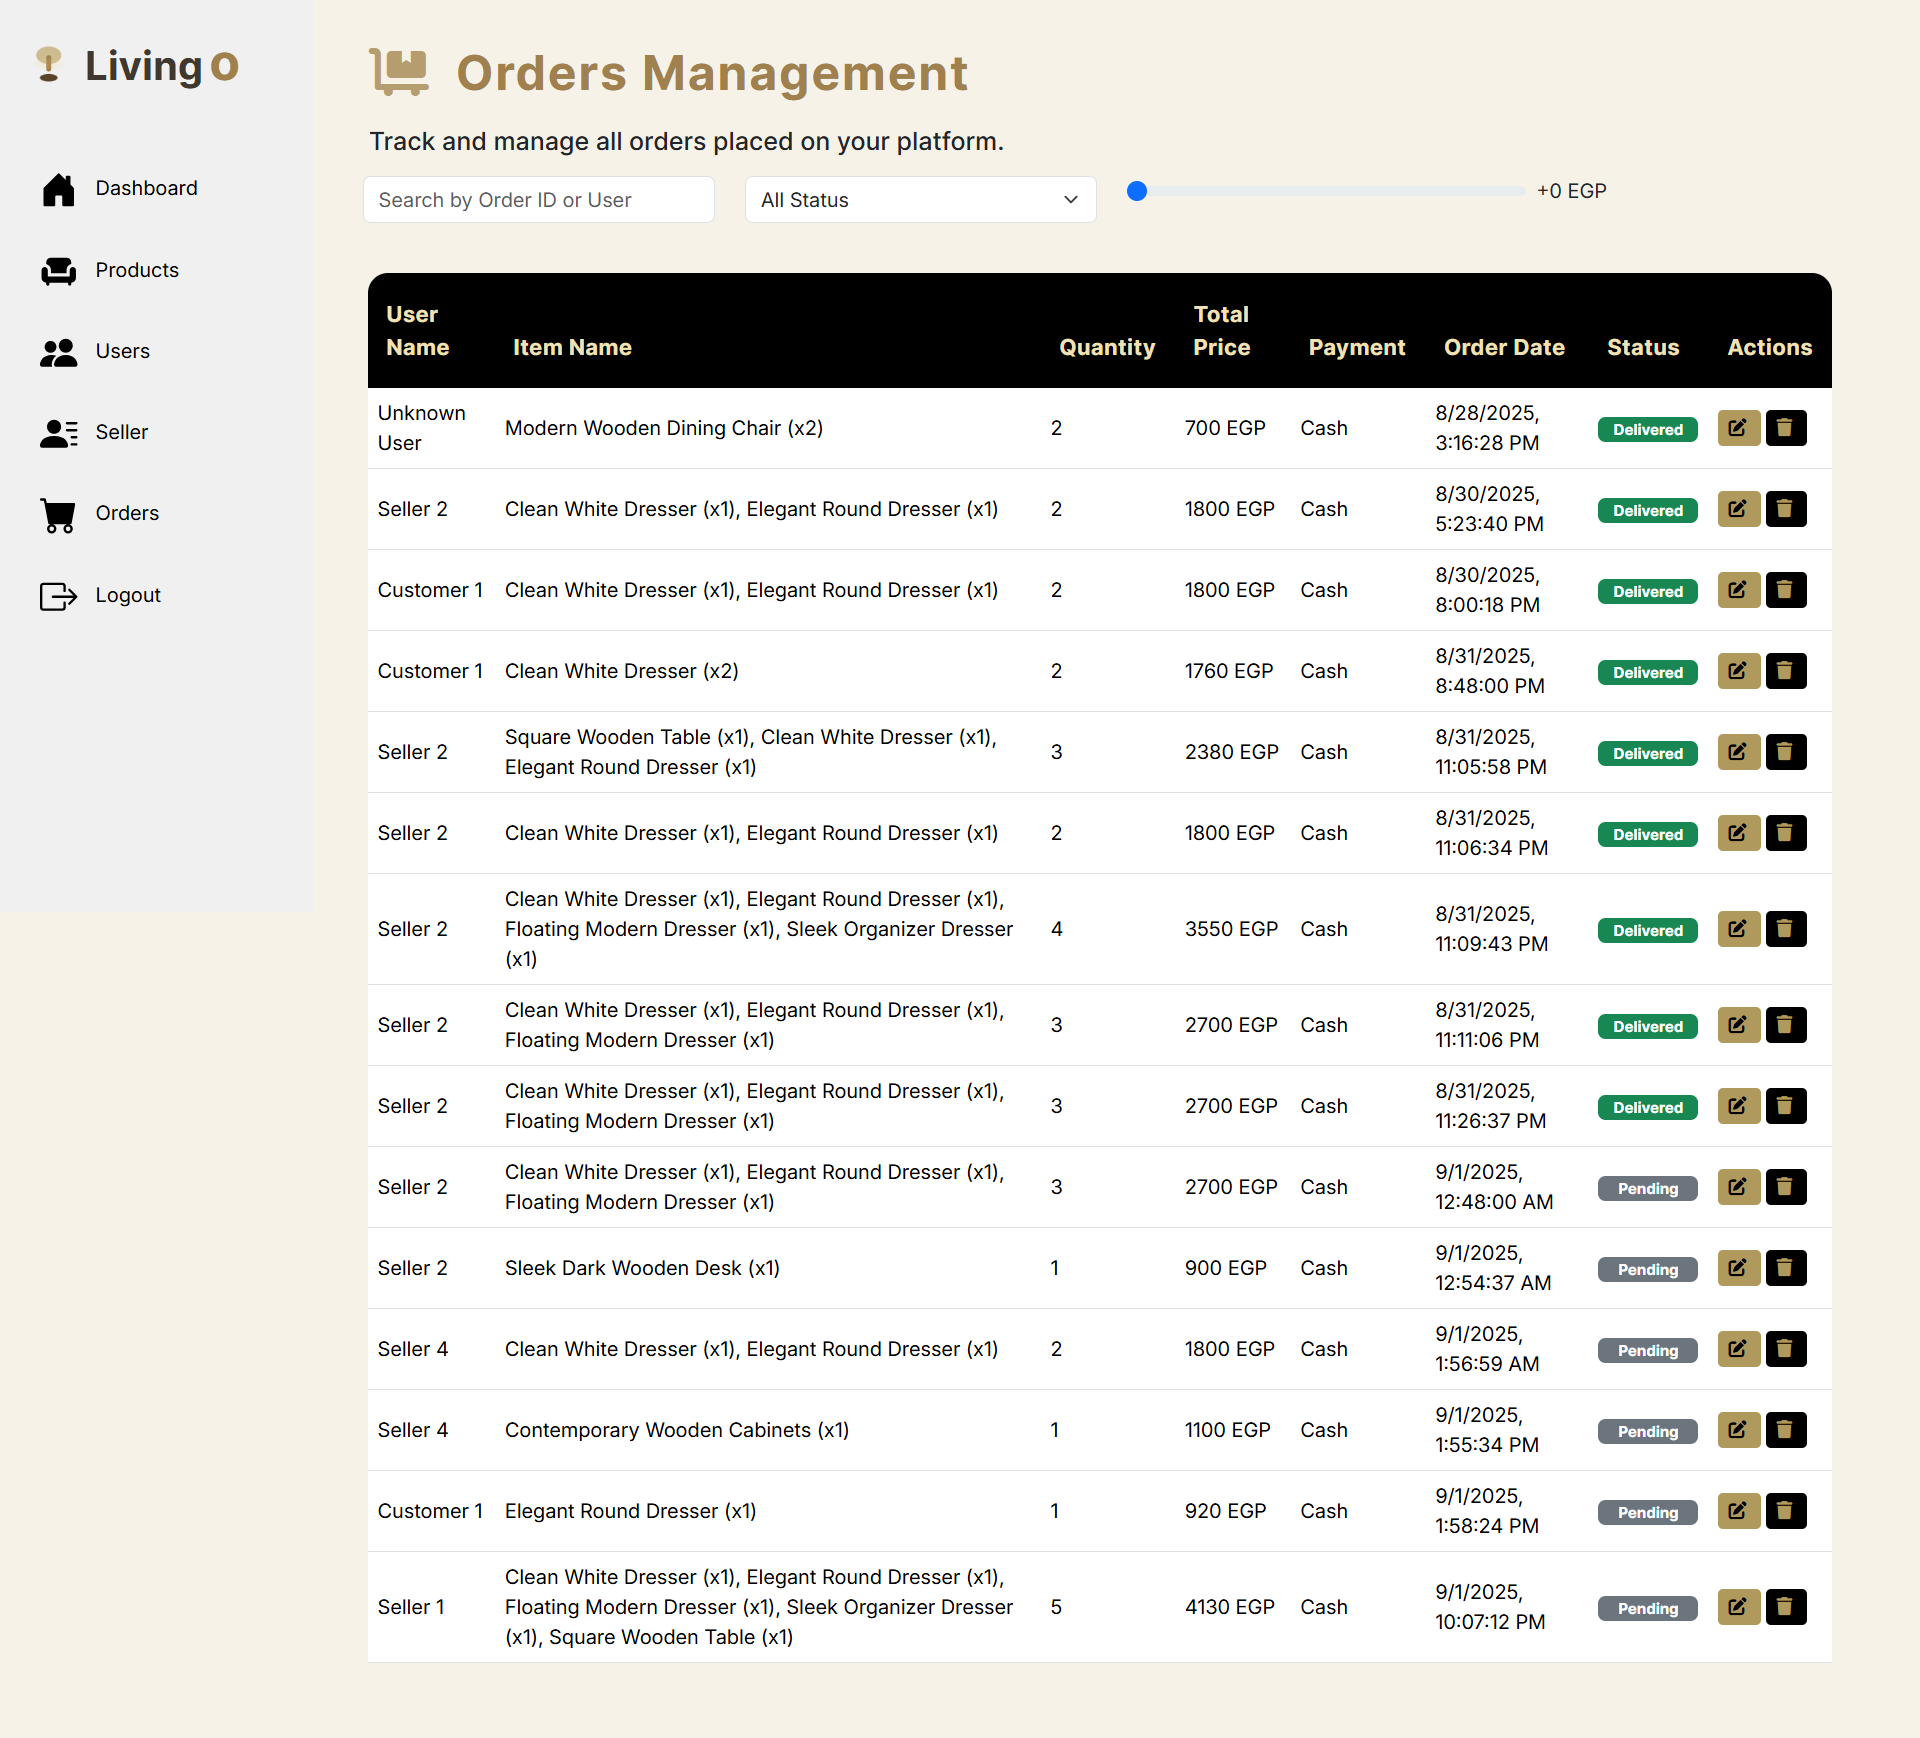 Living O
Dashboard
Products
Users
Seller
Orders
Logout
Orders Management
Track and manage all orders placed on your platform.
Search by Order ID or User
All Status
+0 EGP
User Name Item Name Quantity Total Price Payment Order Date Status Actions
Unknown User Modern Wooden Dining Chair (x2) 2 700 EGP Cash 8/28/2025, 3:16:28 PM Delivered
Seller 2 Clean White Dresser (x1), Elegant Round Dresser (x1) 2 1800 EGP Cash 8/30/2025, 5:23:40 PM Delivered
Customer 1 Clean White Dresser (x1), Elegant Round Dresser (x1) 2 1800 EGP Cash 8/30/2025, 8:00:18 PM Delivered
Customer 1 Clean White Dresser (x2) 2 1760 EGP Cash 8/31/2025, 8:48:00 PM Delivered
Seller 2 Square Wooden Table (x1), Clean White Dresser (x1), Elegant Round Dresser (x1) 3 2380 EGP Cash 8/31/2025, 11:05:58 PM Delivered
Seller 2 Clean White Dresser (x1), Elegant Round Dresser (x1) 2 1800 EGP Cash 8/31/2025, 11:06:34 PM Delivered
Seller 2 Clean White Dresser (x1), Elegant Round Dresser (x1), Floating Modern Dresser (x1), Sleek Organizer Dresser (x1) 4 3550 EGP Cash 8/31/2025, 11:09:43 PM Delivered
Seller 2 Clean White Dresser (x1), Elegant Round Dresser (x1), Floating Modern Dresser (x1) 3 2700 EGP Cash 8/31/2025, 11:11:06 PM Delivered
Seller 2 Clean White Dresser (x1), Elegant Round Dresser (x1), Floating Modern Dresser (x1) 3 2700 EGP Cash 8/31/2025, 11:26:37 PM Delivered
Seller 2 Clean White Dresser (x1), Elegant Round Dresser (x1), Floating Modern Dresser (x1) 3 2700 EGP Cash 9/1/2025, 12:48:00 AM Pending
Seller 2 Sleek Dark Wooden Desk (x1) 1 900 EGP Cash 9/1/2025, 12:54:37 AM Pending
Seller 4 Clean White Dresser (x1), Elegant Round Dresser (x1) 2 1800 EGP Cash 9/1/2025, 1:56:59 AM Pending
Seller 4 Contemporary Wooden Cabinets (x1) 1 1100 EGP Cash 9/1/2025, 1:55:34 PM Pending
Customer 1 Elegant Round Dresser (x1) 1 920 EGP Cash 9/1/2025, 1:58:24 PM Pending
Seller 1 Clean White Dresser (x1), Elegant Round Dresser (x1), Floating Modern Dresser (x1), Sleek Organizer Dresser (x1), Square Wooden Table (x1) 5 4130 EGP Cash 9/1/2025, 10:07:12 PM Pending